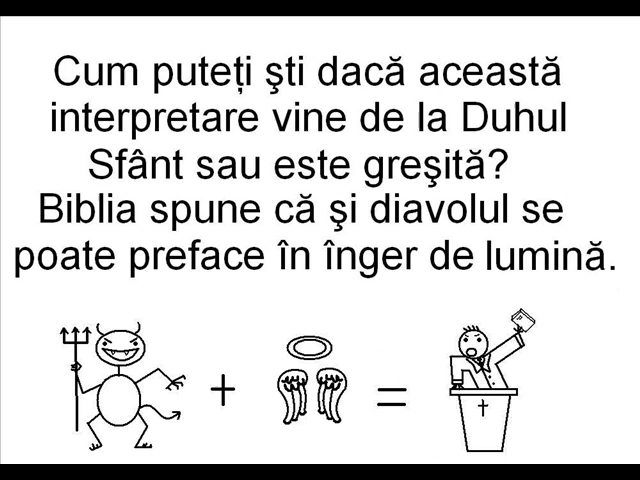 Cum puteți şti dacă această
interpretare vine de la Duhul
Sfânt sau este greşită?
Biblia spune că şi diavolul se
poate preface în înger de lumină.